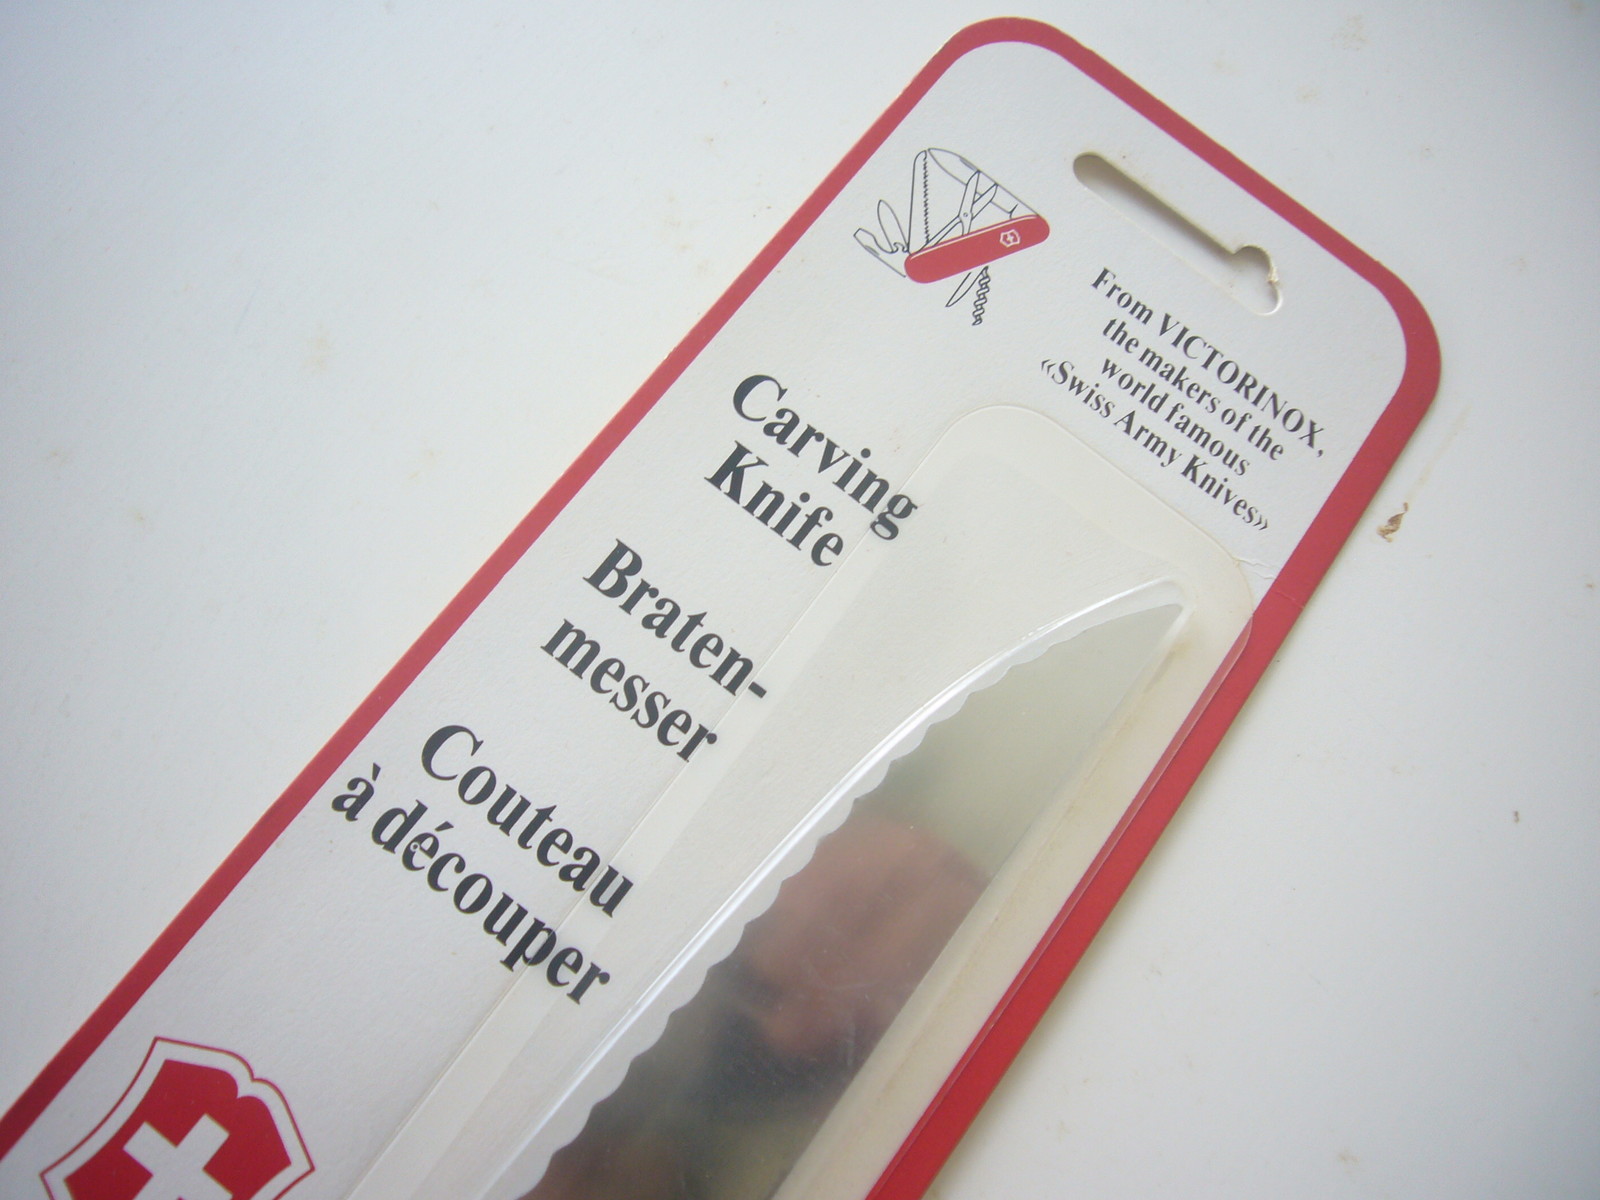 From VICTORINOX,
the makers of the
world famous
«Swiss Army Knives»
Carving
Knife
Braten-
messer
Couteau
à découper